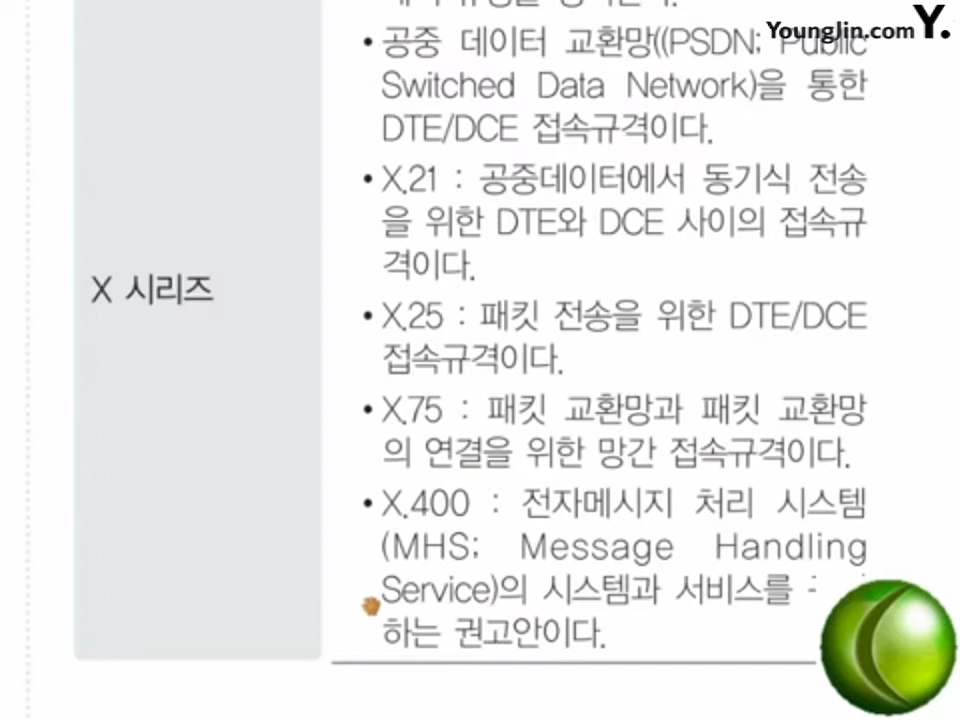 YoungJin.com Y.
• 공중 데이터 교환망((PSDN; Public
Switched Data Network)을 통한
DTE/DCE 접속규격이다.
• X.21 : 공중데이터에서 동기식 전송
을 위한 DTE와 DCE 사이의 접속규
격이다.
X 시리즈
• X.25 : 패킷 전송을 위한 DTE/DCE
접속규격이다.
• X.75 : 패킷 교환망과 패킷 교환망
의 연결을 위한 망간 접속규격이다.
• X.400 : 전자메시지 처리 시스템
(MHS; Message Handling
Service)의 시스템과 서비스를
하는 권고안이다.